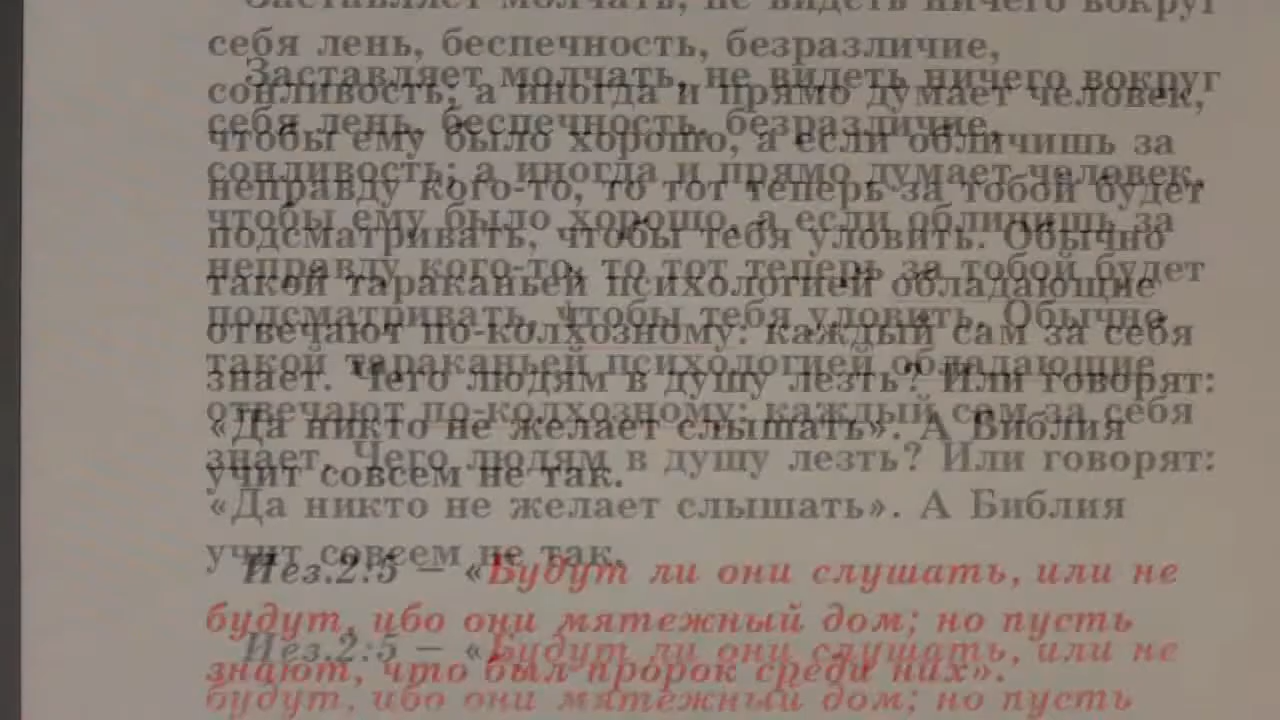 Заставляет молчать, не видеть ничего вокруг
себя лень, беспечность, безразличие,
сонливость; а иногда и прямо думает человек,
чтобы ему было хорошо, а если обличишь за
неправду кого-то, то тот теперь за тобой будет
подсматривать, чтобы тебя уловить. Обычно
такой тараканьей психологией обладающие
отвечают по-колхозному: каждый сам за себя
знает. Чего людям в душу лезть? Или говорят:
«Да никто не желает слышать». А Библия
учит совсем не так.
Иез.2:5 – «Будут ли они слушать, или не
будут, ибо они мятежный дом; но пусть
знают, что был пророк среди них».